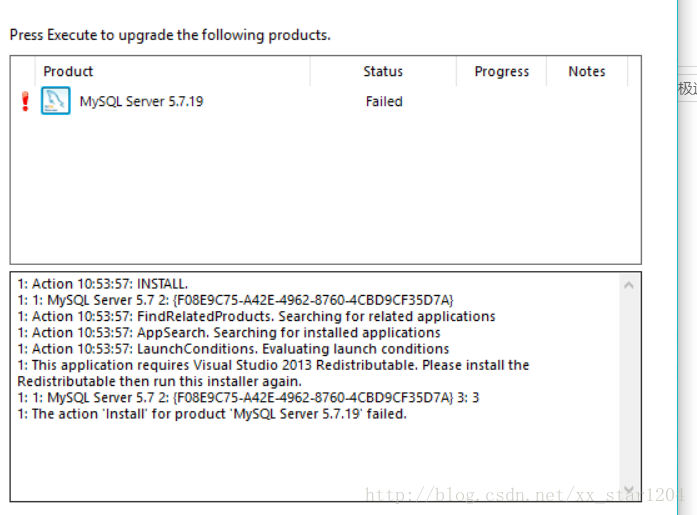 Press Execute to upgrade the following products.
Product Status Progress Notes
MySQL Server 5.7.19 Failed
1: Action 10:53:57: INSTALL.
1: 1: MySQL Server 5.7 2: {F08E9C75-A42E-4962-8760-4CBD9CF35D7A}
1: Action 10:53:57: FindRelatedProducts. Searching for related applications
1: Action 10:53:57: AppSearch. Searching for installed applications
1: Action 10:53:57: LaunchConditions. Evaluating launch conditions
1: This application requires Visual Studio 2013 Redistributable. Please install the
Redistributable then run this installer again.
1: 1: MySQL Server 5.7 2: {F08E9C75-A42E-4962-8760-4CBD9CF35D7A} 3: 3
1: The action 'Install' for product 'MySQL Server 5.7.19' failed.
http://blog.csdn.net/xx_star1204